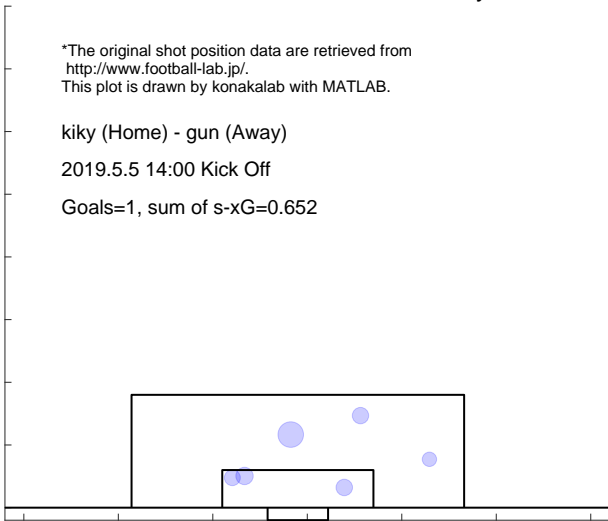 *The original shot position data are retrieved from
http://www.football-lab.jp/.
This plot is drawn by konakalab with MATLAB.
kiky (Home) - gun (Away)
2019.5.5 14:00 Kick Off
Goals=1, sum of s-xG=0.652